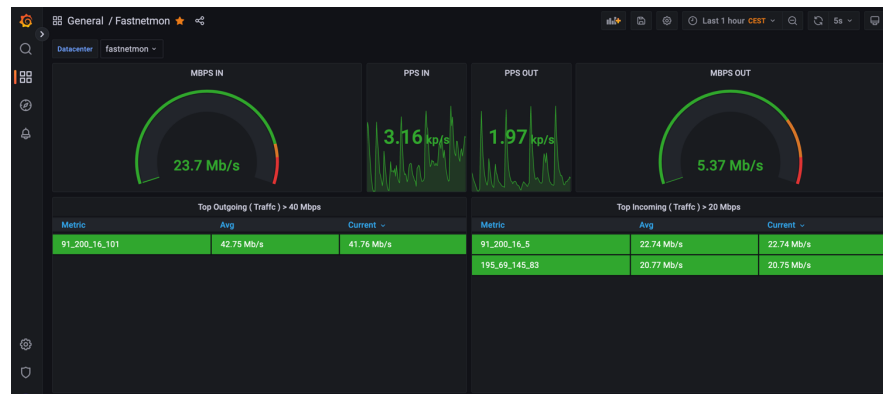 General / Fastnetmon
Last 1 hour CEST
5s
Datacenter fastnetmon
MBPS IN
23.7 Mb/s
PPS IN
3.16 kp/s
PPS OUT
1.97 kp/s
MBPS OUT
5.37 Mb/s
Top Outgoing ( Traffc ) > 40 Mbps
Metric Avg Current
91_200_16_101 42.75 Mb/s 41.76 Mb/s
Top Incoming ( Traffc ) > 20 Mbps
Metric Avg Current
91_200_16_5 22.74 Mb/s 22.74 Mb/s
195_69_145_83 20.77 Mb/s 20.75 Mb/s